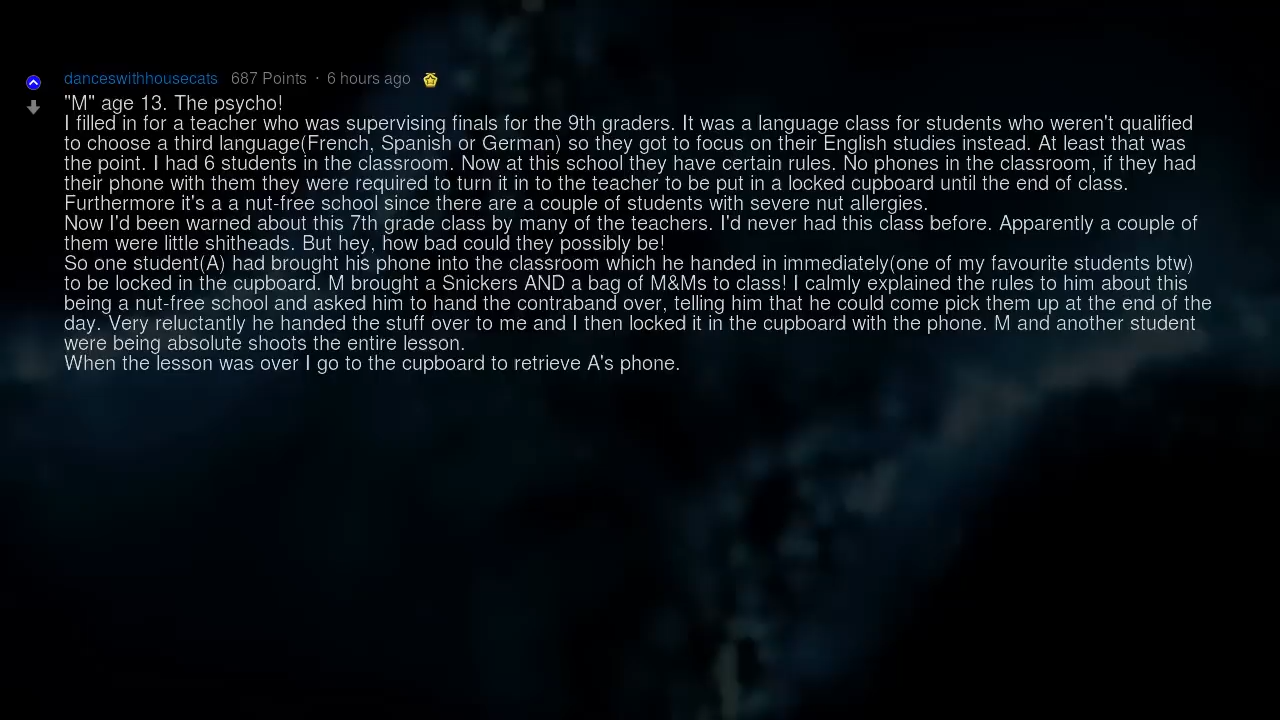 danceswithhousecats 687 Points · 6 hours ago
"M" age 13. The psycho!
I filled in for a teacher who was supervising finals for the 9th graders. It was a language class for students who weren't qualified
to choose a third language(French, Spanish or German) so they got to focus on their English studies instead. At least that was
the point. I had 6 students in the classroom. Now at this school they have certain rules. No phones in the classroom, if they had
their phone with them they were required to turn it in to the teacher to be put in a locked cupboard until the end of class.
Furthermore it's a a nut-free school since there are a couple of students with severe nut allergies.
Now I'd been warned about this 7th grade class by many of the teachers. I'd never had this class before. Apparently a couple of
them were little shitheads. But hey, how bad could they possibly be!
So one student(A) had brought his phone into the classroom which he handed in immediately(one of my favourite students btw)
to be locked in the cupboard. M brought a Snickers AND a bag of M&Ms to class! I calmly explained the rules to him about this
being a nut-free school and asked him to hand the contraband over, telling him that he could come pick them up at the end of the
day. Very reluctantly he handed the stuff over to me and I then locked it in the cupboard with the phone. M and another student
were being absolute shoots the entire lesson.
When the lesson was over I go to the cupboard to retrieve A's phone.